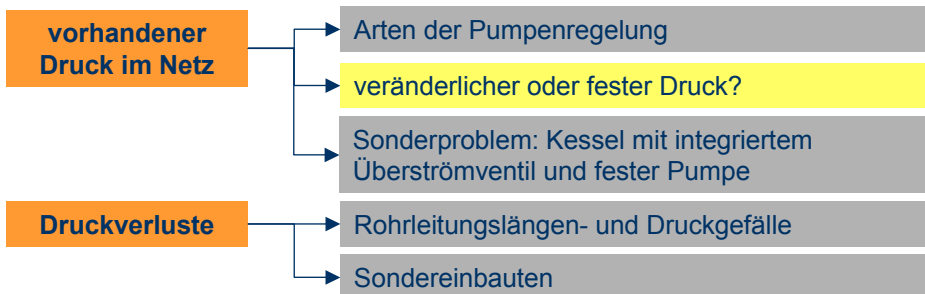 vorhandener
Druck im Netz
Arten der Pumpenregelung
veränderlicher oder fester Druck?
Sonderproblem: Kessel mit integriertem
Überströmventil und fester Pumpe
Druckverluste
Rohrleitungslängen- und Druckgefälle
Sondereinbauten